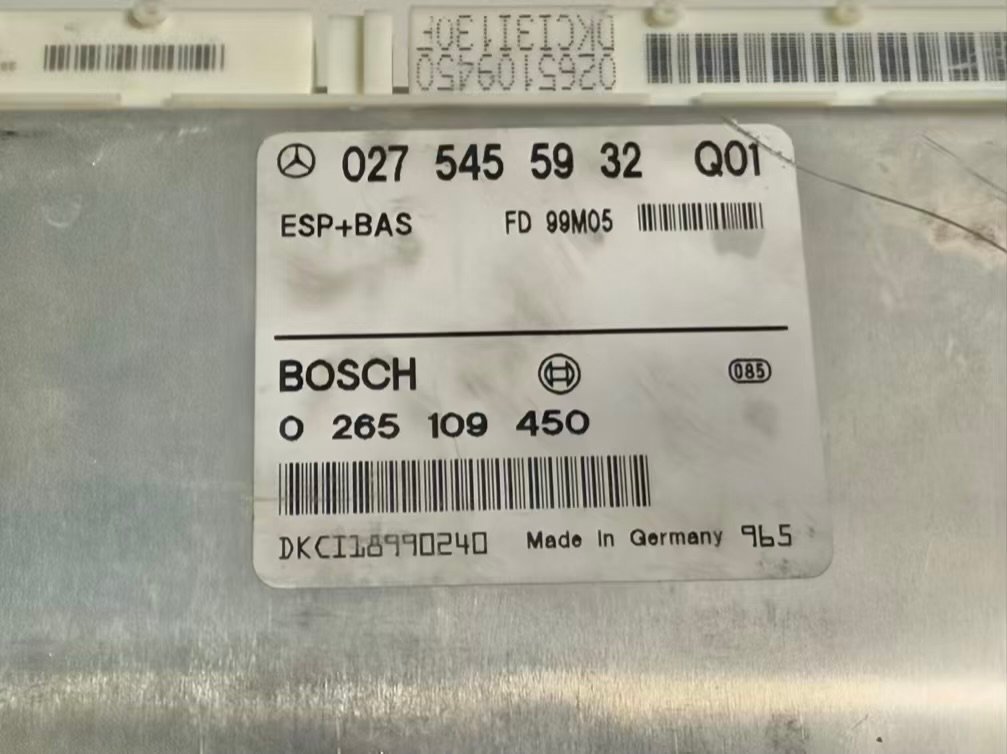 DKCI3I130F
0265109450
027 545 59 32 Q01
ESP+BAS FD 99M05
BOSCH
085
0 265 109 450
DKCI18990240 Made in Germany 965